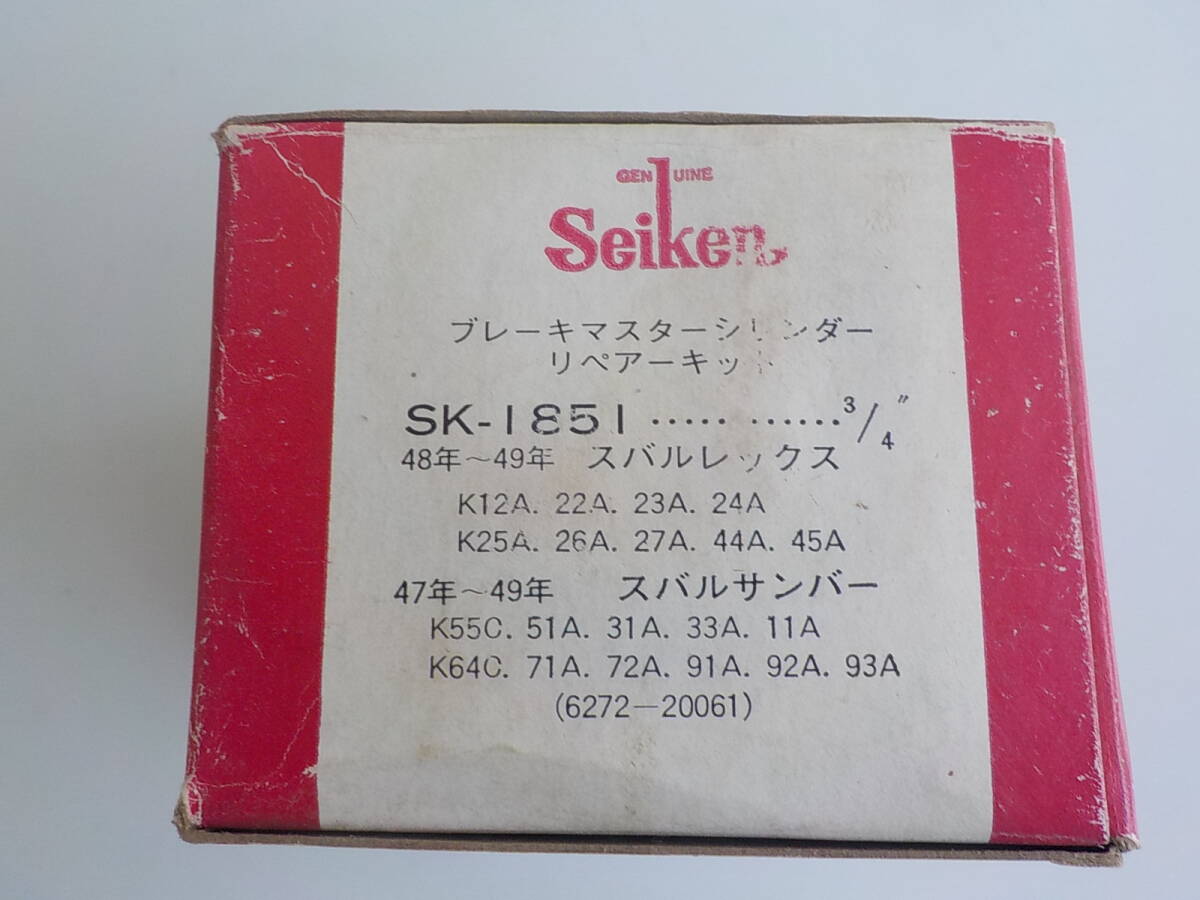 GENUINE
Seiken
ブレーキマスターシリンダー
リペアーキット
SK-1851 ........... 3/4"
48年～49年 スバルレックス
K12A. 22A. 23A. 24A
K25A. 26A. 27A. 44A. 45A
47年～49年 スバルサンバー
K55C. 51A. 31A. 33A. 11A
K64C. 71A. 72A. 91A. 92A. 93A
(6272—20061)